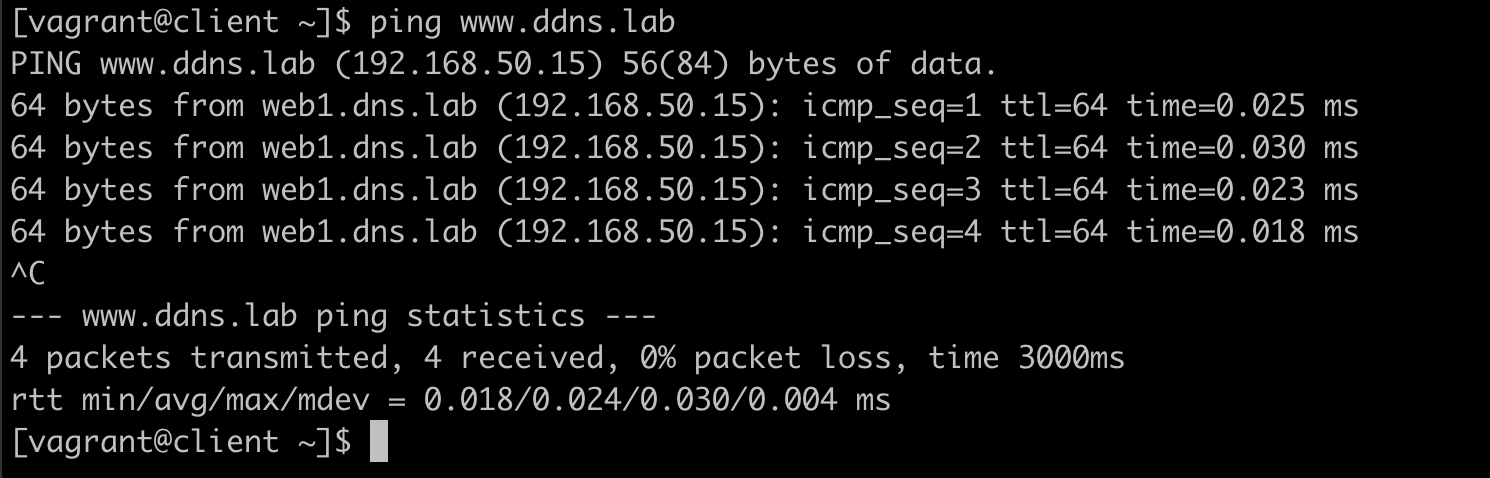 [vagrant@client ~]$ ping www.ddns.lab
PING www.ddns.lab (192.168.50.15) 56(84) bytes of data.
64 bytes from web1.dns.lab (192.168.50.15): icmp_seq=1 ttl=64 time=0.025 ms
64 bytes from web1.dns.lab (192.168.50.15): icmp_seq=2 ttl=64 time=0.030 ms
64 bytes from web1.dns.lab (192.168.50.15): icmp_seq=3 ttl=64 time=0.023 ms
64 bytes from web1.dns.lab (192.168.50.15): icmp_seq=4 ttl=64 time=0.018 ms
^C
--- www.ddns.lab ping statistics ---
4 packets transmitted, 4 received, 0% packet loss, time 3000ms
rtt min/avg/max/mdev = 0.018/0.024/0.030/0.004 ms
[vagrant@client ~]$